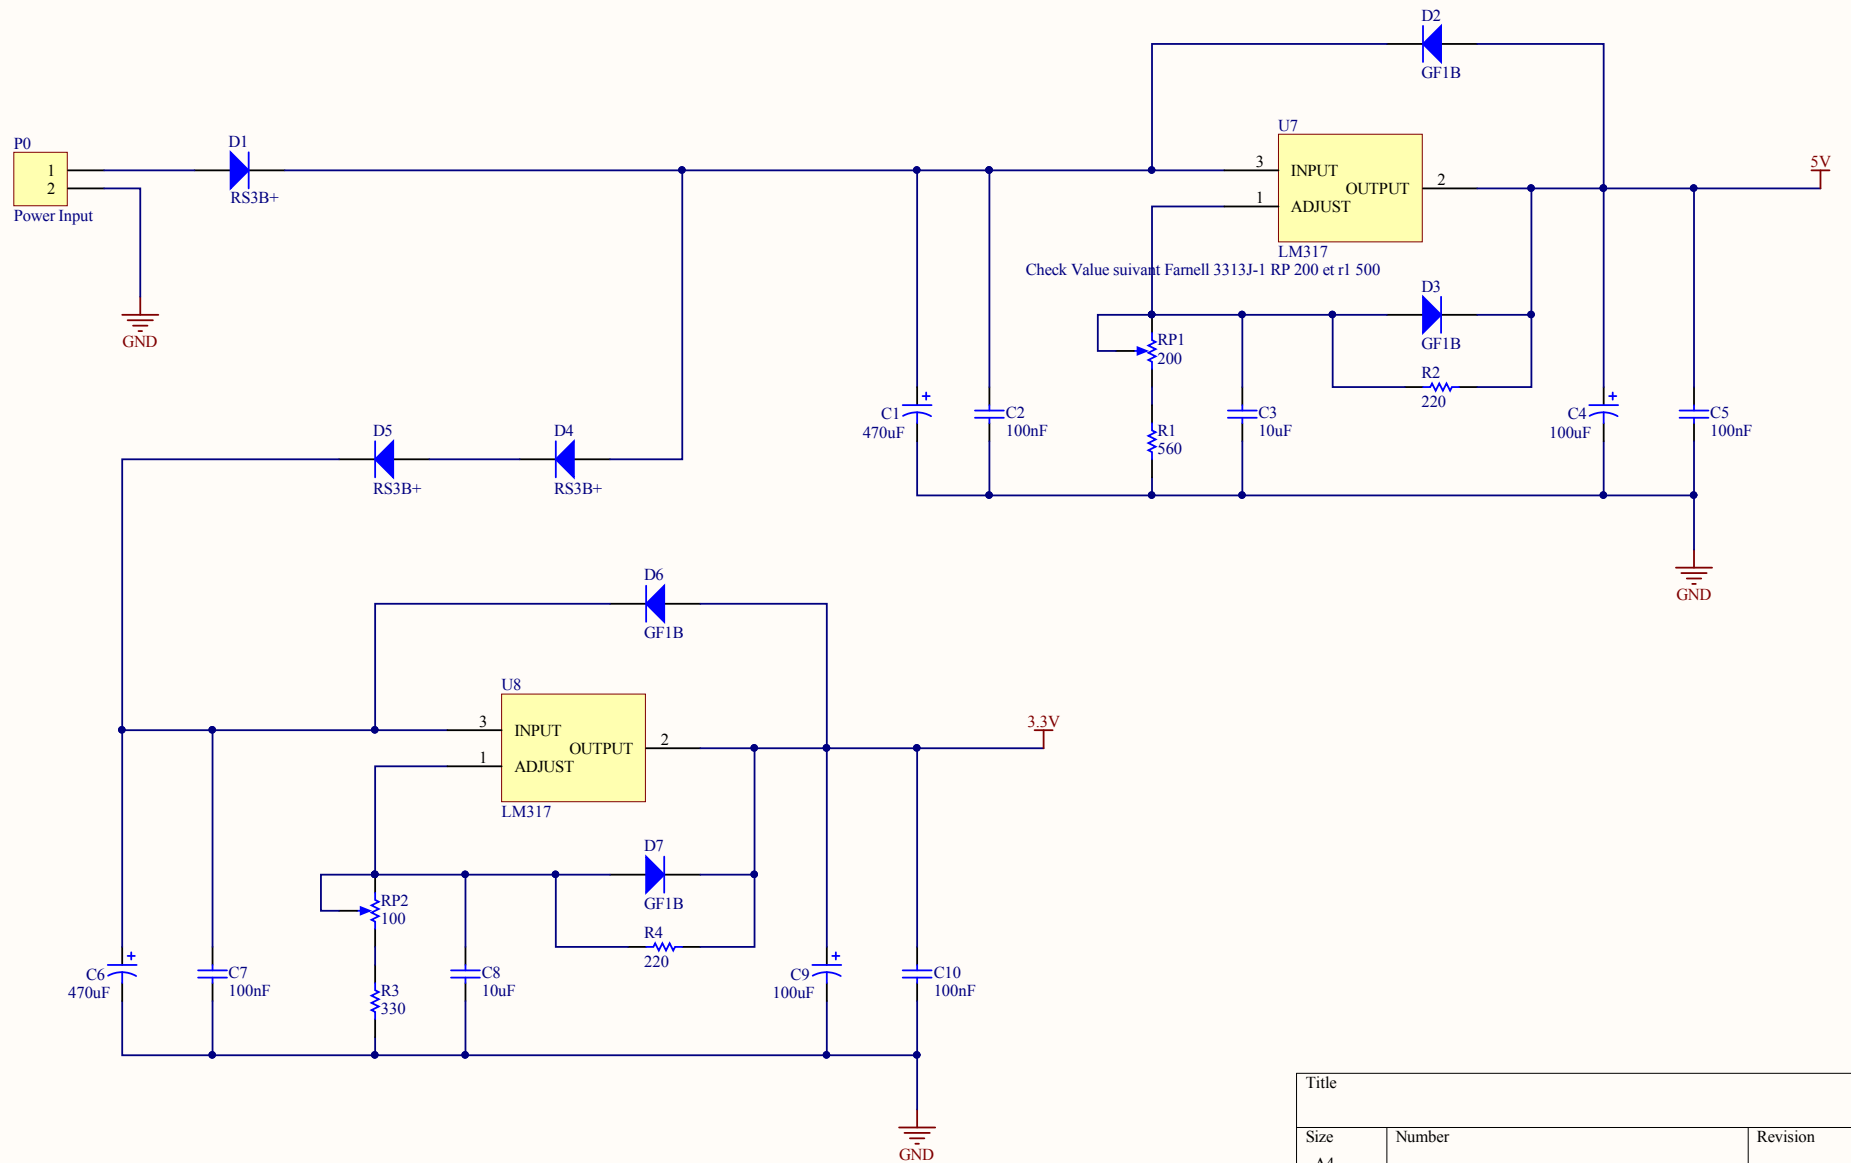 D2
GF1B
P0
1
2
Power Input
D1
RS3B+
U7
3
INPUT
OUTPUT
2
1
ADJUST
LM317
5V
Check Value suivant Farnell 3313J-1 RP 200 et r1 500
GND
D3
GF1B
RP1
200
R2
220
C1
470uF
+
C2
100nF
R1
560
C3
10uF
C4
100uF
+
C5
100nF
GND
D5
RS3B+
D4
RS3B+
D6
GF1B
U8
3
INPUT
OUTPUT
2
1
ADJUST
LM317
3.3V
D7
GF1B
RP2
100
R4
220
C6
470uF
+
C7
100nF
R3
330
C8
10uF
C9
100uF
+
C10
100nF
GND
Title
Size
Number
Revision
A4